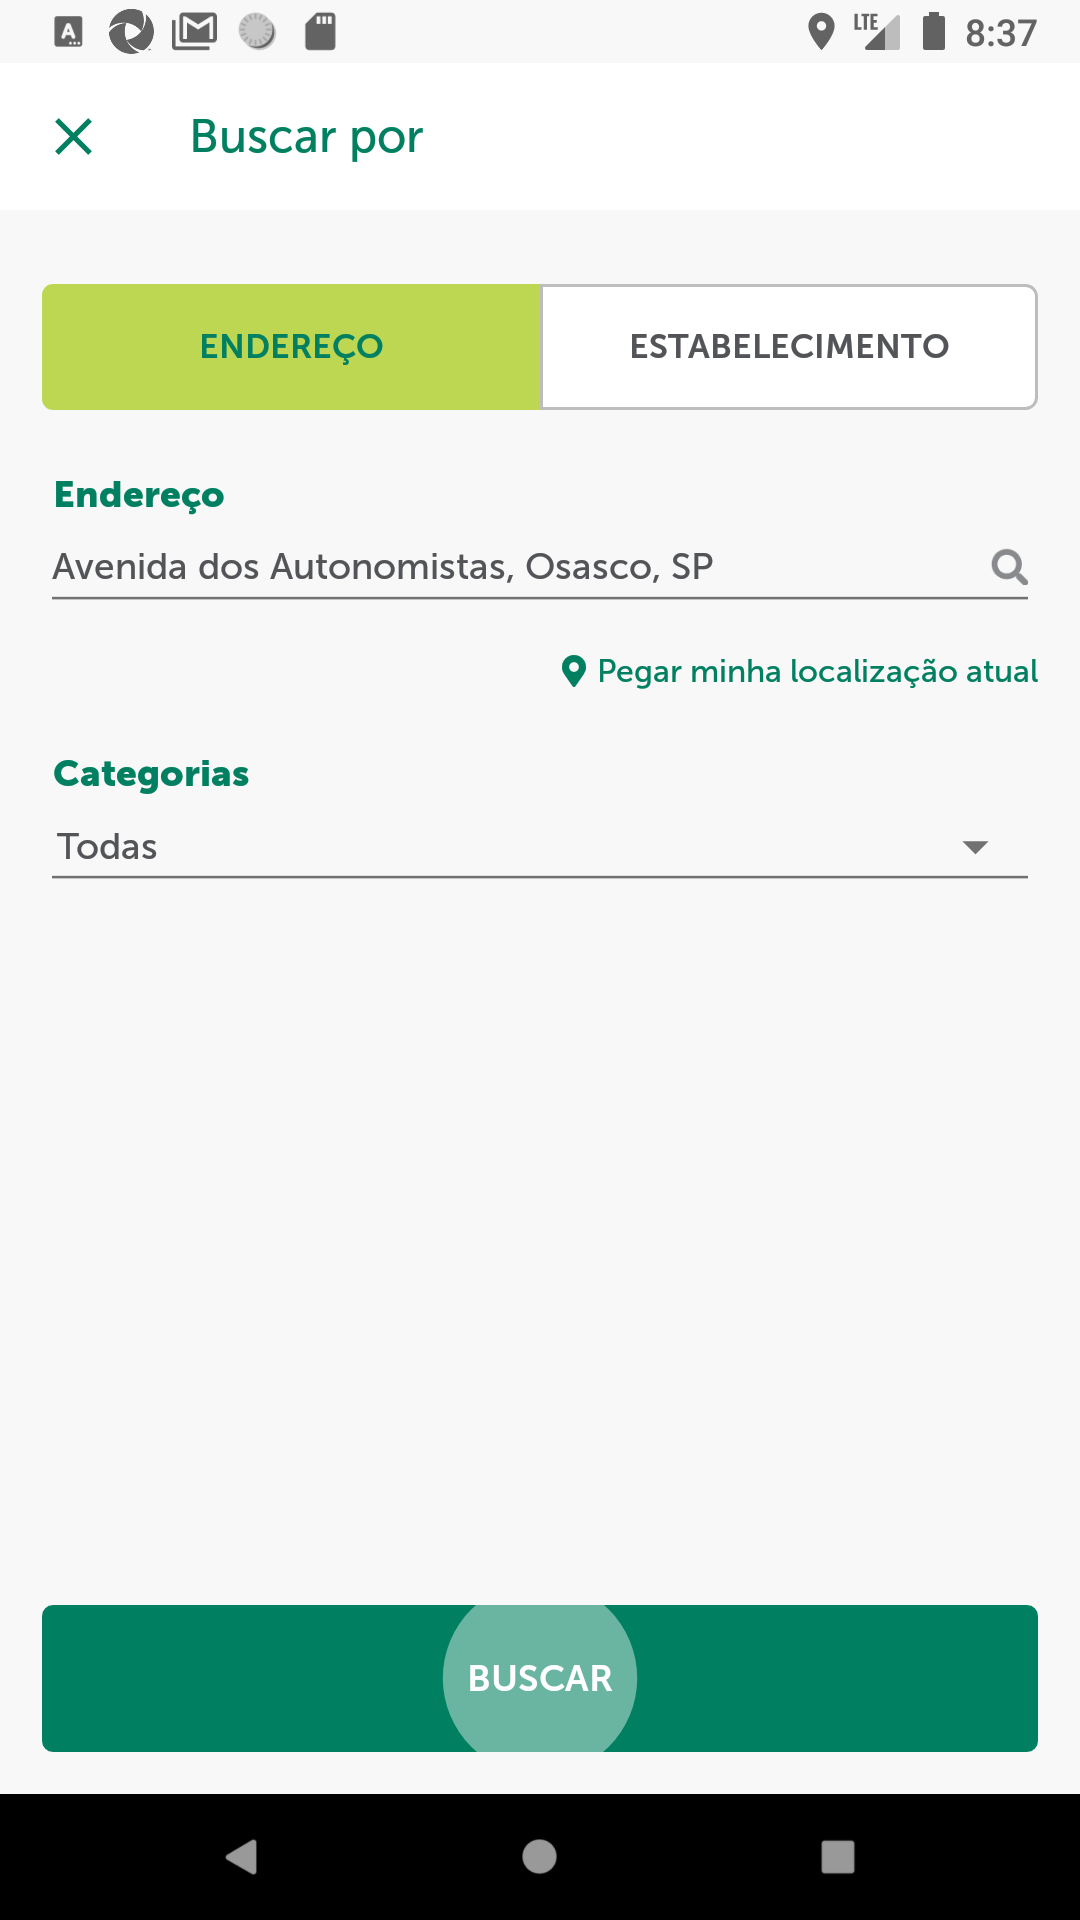 LTE 8:37
Buscar por
ENDEREÇO ESTABELECIMENTO
Endereço
Avenida dos Autonomistas, Osasco, SP
Pegar minha localização atual
Categorias
Todas
BUSCAR